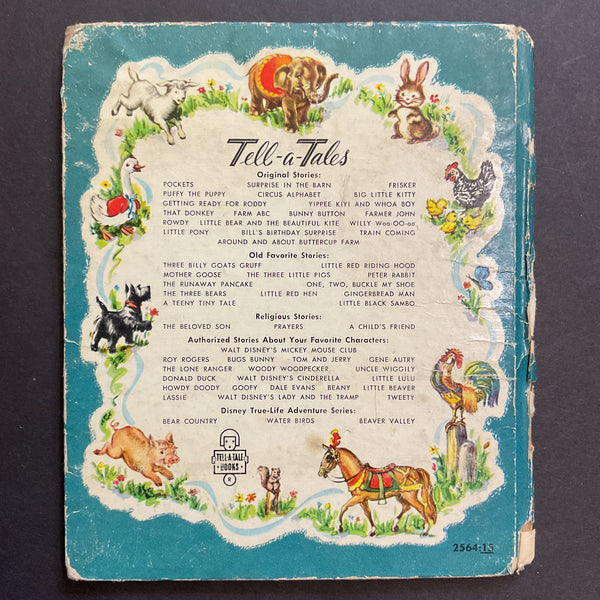 Tell-a-Tales
Original Stories:
POCKETS SURPRISE IN THE BARN FRISKER
PUFFY THE PUPPY CIRCUS ALPHABET BIG LITTLE KITTY
GETTING READY FOR RODDY YIPPEE KIYI AND WHOA BOY
THAT DONKEY FARM ABC BUNNY BUTTON FARMER JOHN
ROWDY LITTLE BEAR AND THE BEAUTIFUL KITE WILLY Woo-OO-oo
LITTLE PONY BILL'S BIRTHDAY SURPRISE TRAIN COMING
AROUND AND ABOUT BUTTERCUP FARM
Old Favorite Stories:
THREE BILLY GOATS GRUFF LITTLE RED RIDING HOOD
MOTHER GOOSE THE THREE LITTLE PIGS PETER RABBIT
THE RUNAWAY PANCAKE ONE, TWO, BUCKLE MY SHOE
THE THREE BEARS LITTLE RED HEN GINGERBREAD MAN
A TEENY TINY TALE LITTLE BLACK SAMBO
Religious Stories:
THE BELOVED SON PRAYERS A CHILD'S FRIEND
Authorized Stories About Your Favorite Characters:
WALT DISNEY'S MICKEY MOUSE CLUB
ROY ROGERS BUGS BUNNY TOM AND JERRY GENE AUTRY
THE LONE RANGER WOODY WOODPECKER UNCLE WIGGILY
DONALD DUCK WALT DISNEY'S CINDERELLA LITTLE LULU
HOWDY DOODY GOOFY DALE EVANS BEANY LITTLE BEAVER
LASSIE WALT DISNEY'S LADY AND THE TRAMP TWEETY
Disney True-Life Adventure Series:
BEAR COUNTRY WATER BIRDS BEAVER VALLEY
TELL-A-TALE
BOOKS
R
2564:15